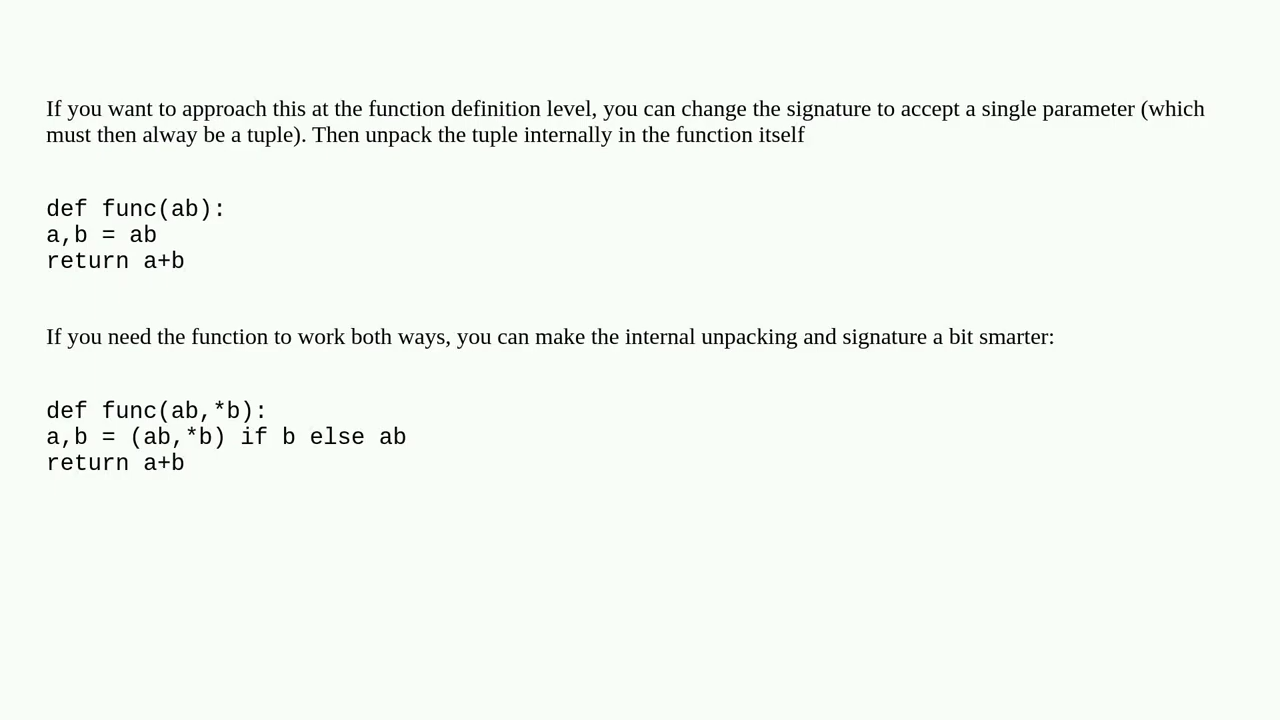 If you want to approach this at the function definition level, you can change the signature to accept a single parameter (which
must then alway be a tuple). Then unpack the tuple internally in the function itself
def func(ab):
a,b = ab
return a+b
If you need the function to work both ways, you can make the internal unpacking and signature a bit smarter:
def func(ab,*b):
a,b = (ab,*b) if b else ab
return a+b